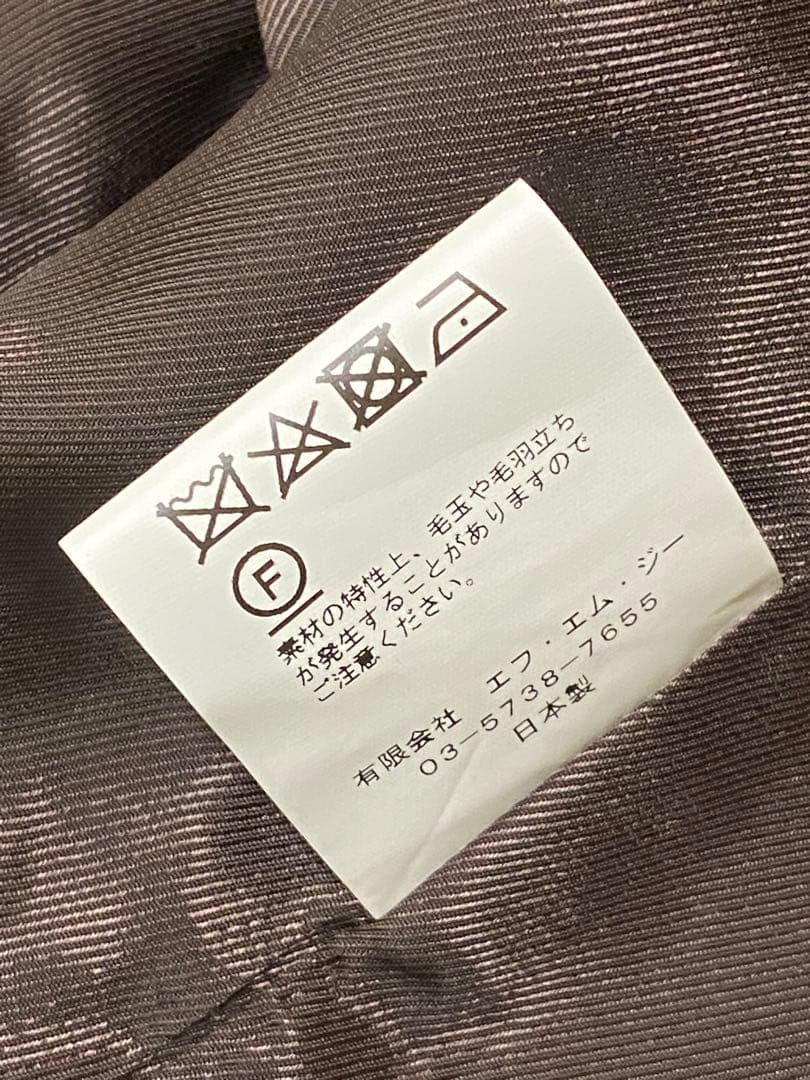 F
素材の特性上、毛玉や毛羽立ち
が発生することがありますので
ご注意ください。
有限会社 エフ・エム・ジー
03-5738-7655
日本製